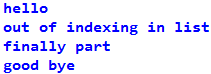 hello
out of indexing in list
finally part
good bye